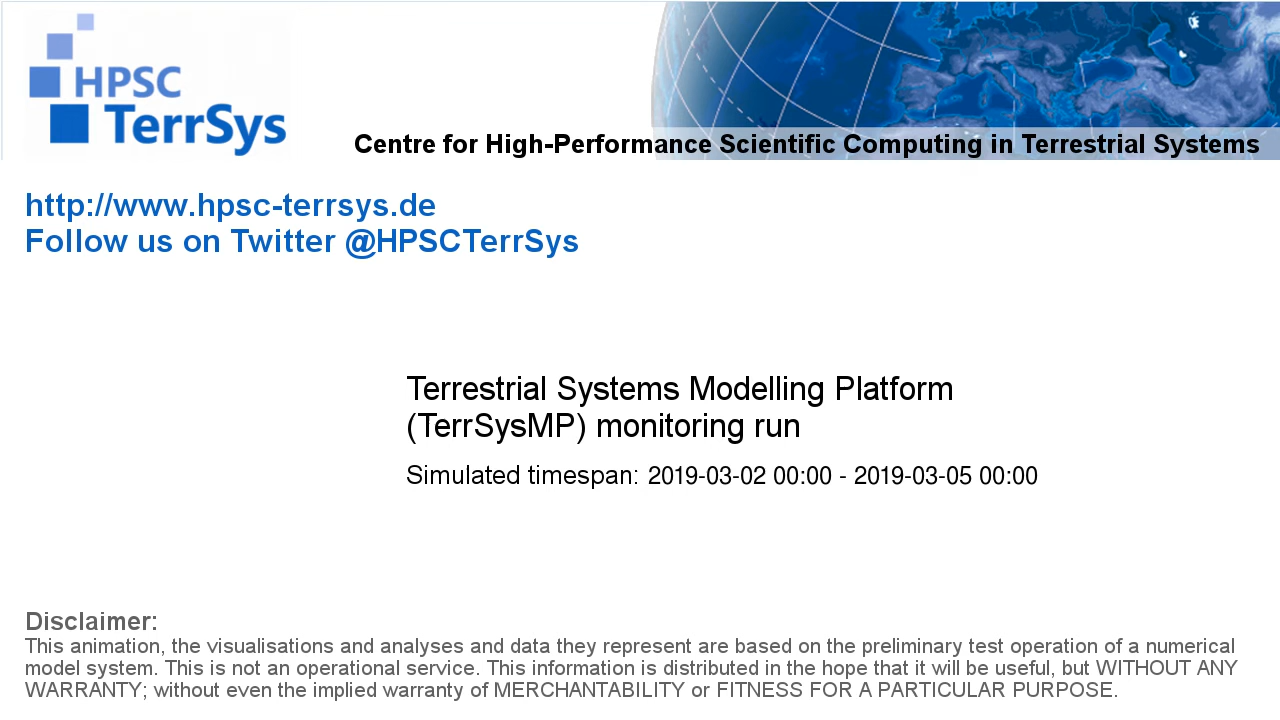 HPSC
TerrSys
Centre for High-Performance Scientific Computing in Terrestrial Systems
http://www.hpsc-terrsys.de
Follow us on Twitter @HPSCTerrSys
Terrestrial Systems Modelling Platform
(TerrSysMP) monitoring run
Simulated timespan: 2019-03-02 00:00 - 2019-03-05 00:00
Disclaimer:
This animation, the visualisations and analyses and data they represent are based on the preliminary test operation of a numerical
model system. This is not an operational service. This information is distributed in the hope that it will be useful, but WITHOUT ANY
WARRANTY; without even the implied warranty of MERCHANTABILITY or FITNESS FOR A PARTICULAR PURPOSE.